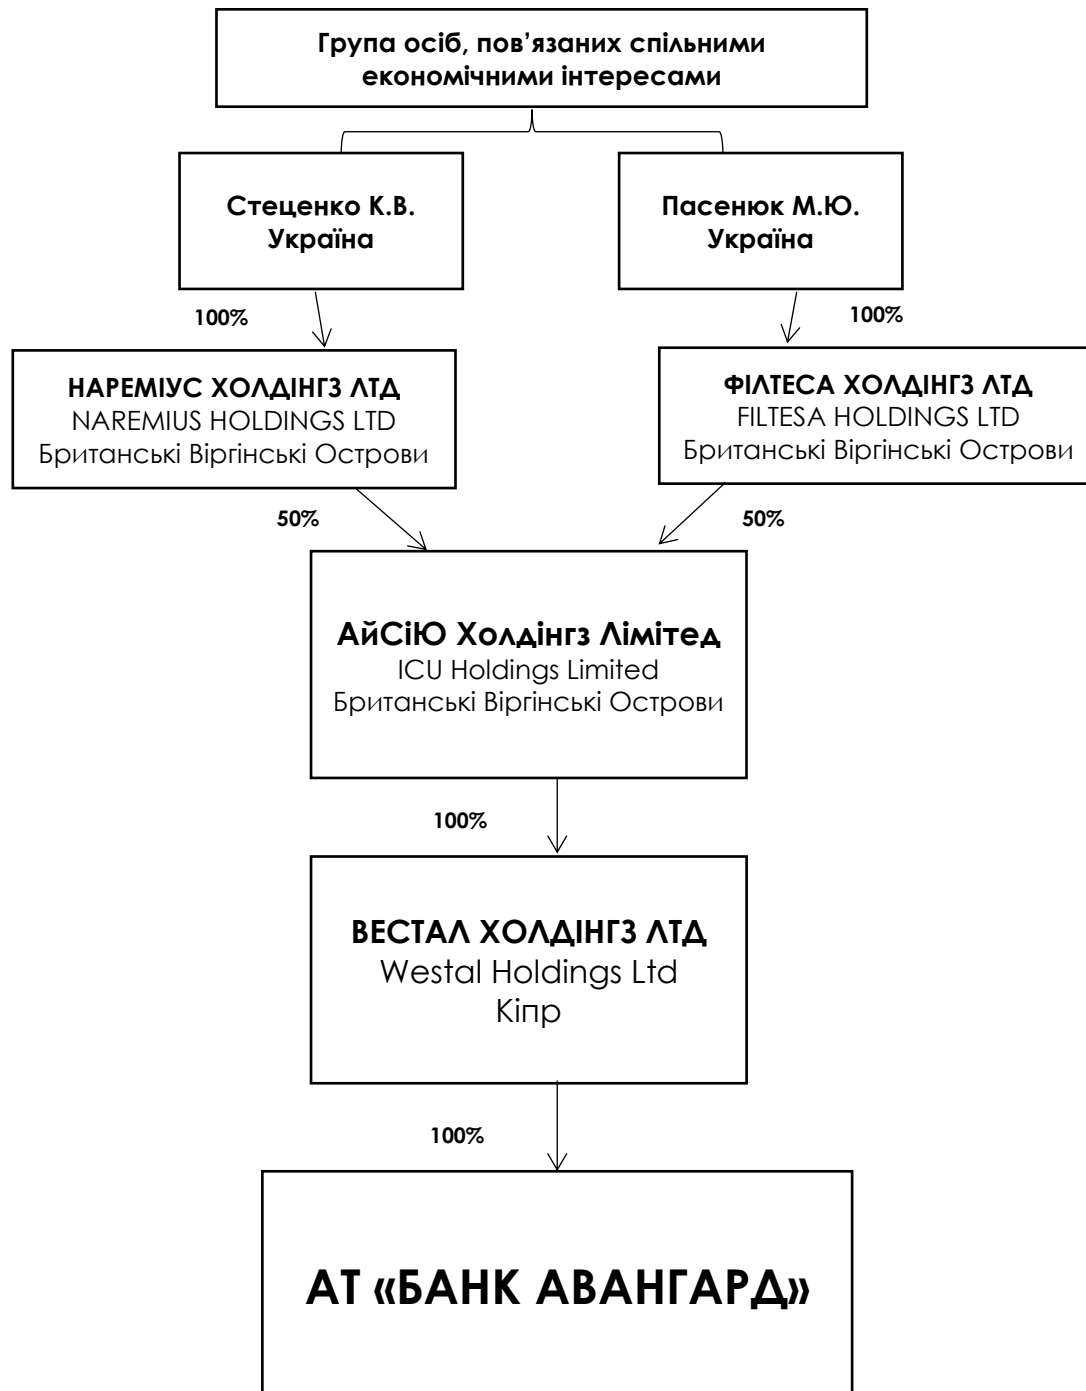 Група осіб, пов’язаних спільними
економічними інтересами
Стеценко К.В.
Україна
Пасенюк М.Ю.
Україна
100%
100%
НАРЕМІУС ХОЛДІНГЗ ЛТД
NAREMIUS HOLDINGS LTD
Британські Віргінські Острови
ФІЛТЕСА ХОЛДІНГЗ ЛТД
FILTESA HOLDINGS LTD
Британські Віргінські Острови
50%
50%
АйСіЮ Холдінгз Лімітед
ICU Holdings Limited
Британські Віргінські Острови
100%
ВЕСТАЛ ХОЛДІНГЗ ЛТД
Westal Holdings Ltd
Кіпр
100%
АТ «БАНК АВАНГАРД»